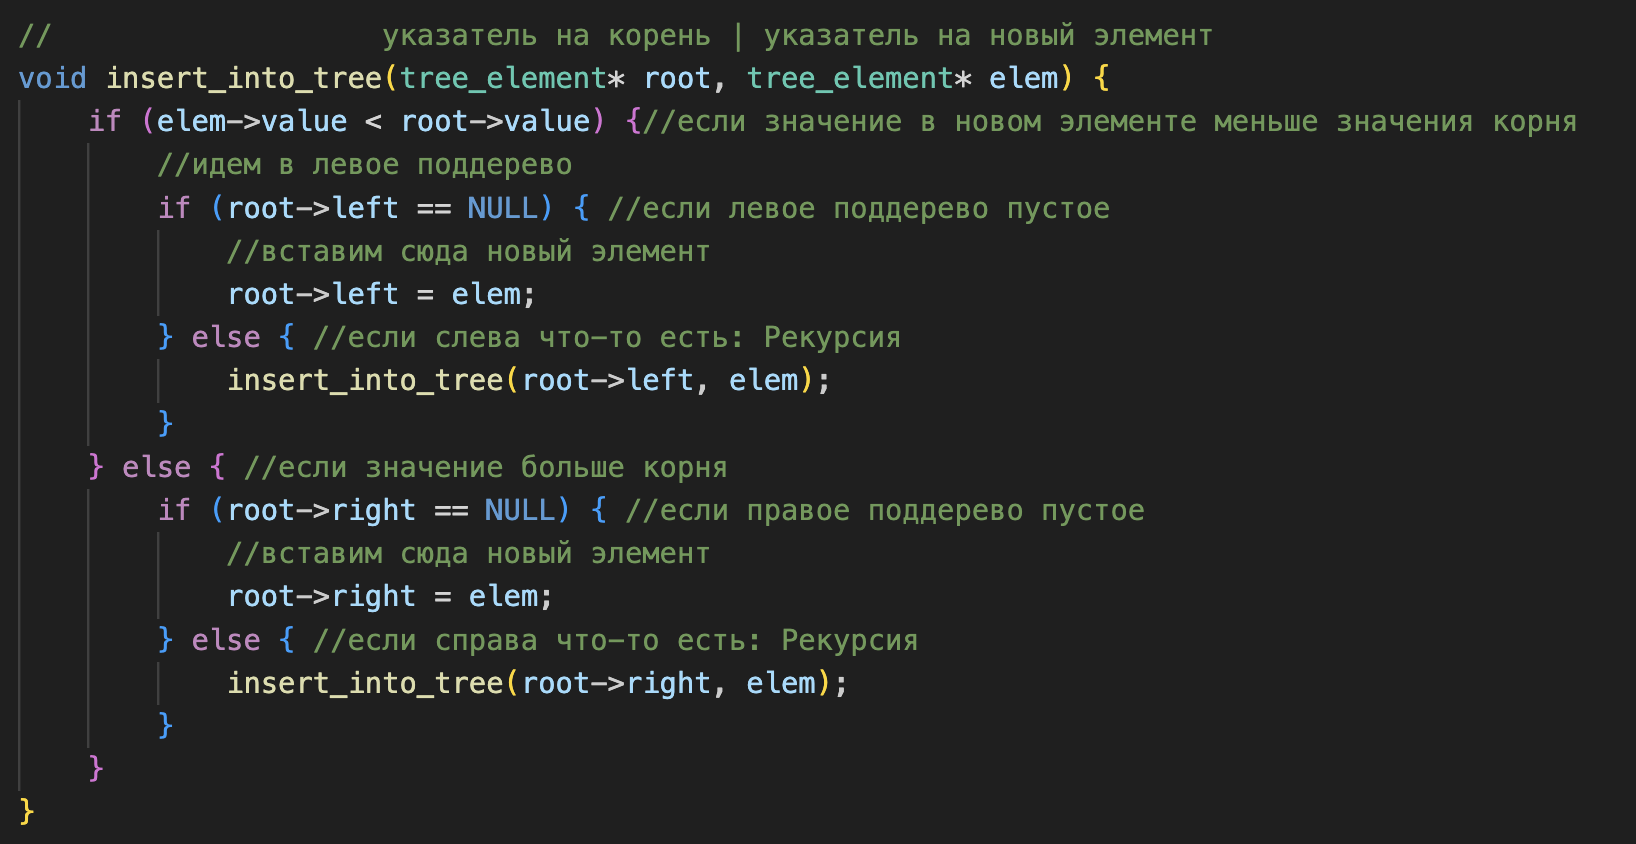 //                   указатель на корень | указатель на новый элемент
void insert_into_tree(tree_element* root, tree_element* elem) {
    if (elem->value < root->value) {//если значение в новом элементе меньше значения корня
        //идем в левое поддерево
        if (root->left == NULL) { //если левое поддерево пустое
            //вставим сюда новый элемент
            root->left = elem;
        } else { //если слева что-то есть: Рекурсия
            insert_into_tree(root->left, elem);
        }
    } else { //если значение больше корня
        if (root->right == NULL) { //если правое поддерево пустое
            //вставим сюда новый элемент
            root->right = elem;
        } else { //если справа что-то есть: Рекурсия
            insert_into_tree(root->right, elem);
        }
    }
}